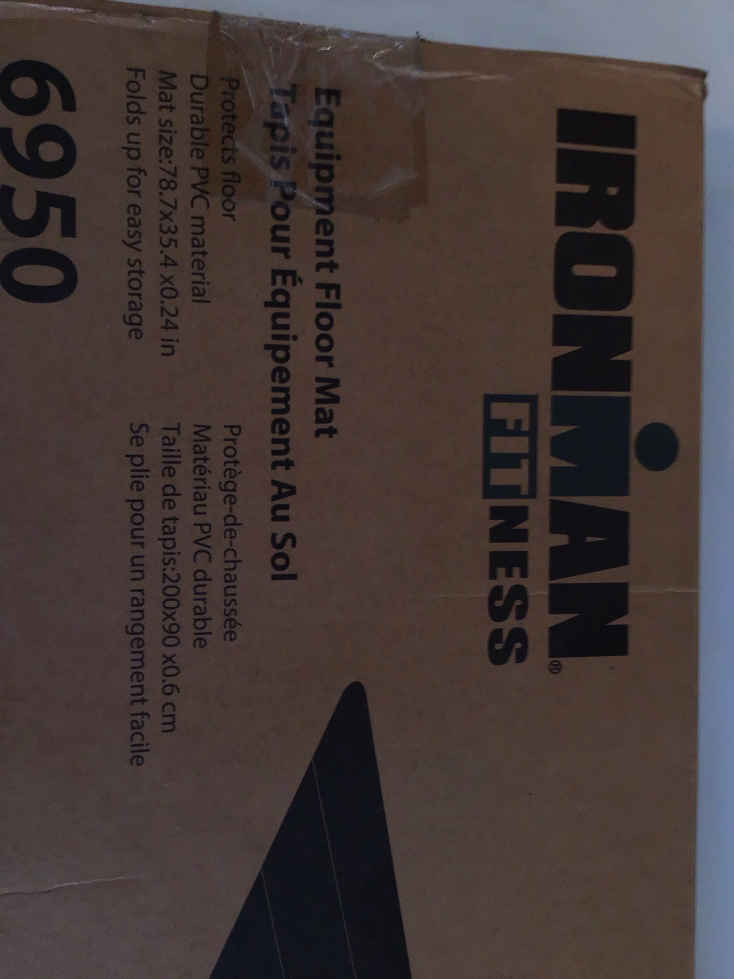 IRONMAN®
FITNESS
Equipment Floor Mat
Tapis Pour Équipement Au Sol
Protects floor
Durable PVC material
Mat size:78.7x35.4 x0.24 in
Folds up for easy storage
Protège-de-chaussée
Matériau PVC durable
Taille de tapis:200x90 x0.6 cm
Se plie pour un rangement facile
6950